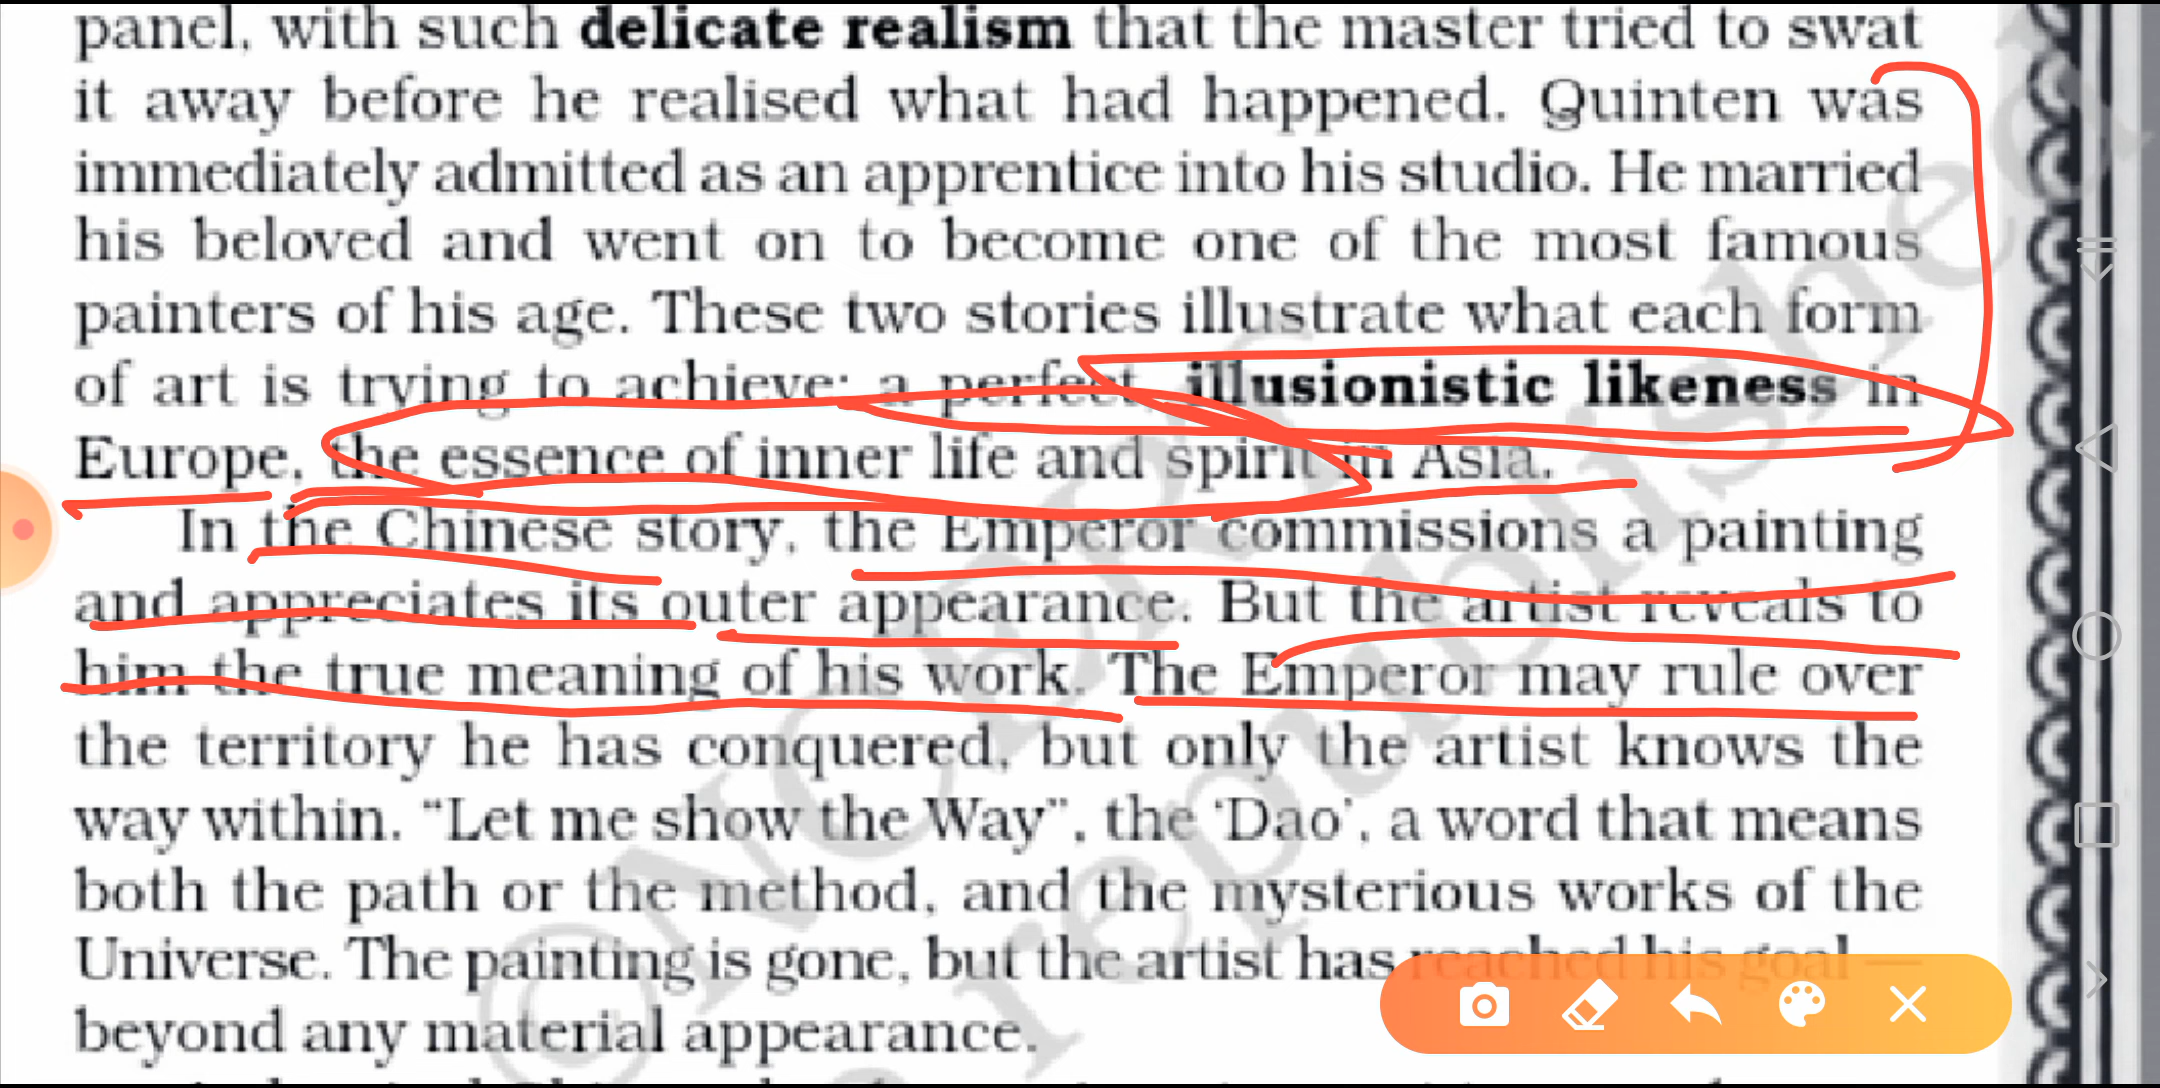 panel, with such delicate realism that the master tried to swat
it away before he realised what had happened. Quinten was
immediately admitted as an apprentice into his studio. He married
his beloved and went on to become one of the most famous
painters of his age. These two stories illustrate what each form
of art is trying to achieve: a perfect, illusionistic likeness in
Europe, the essence of inner life and spirit in Asia.
In the Chinese story, the Emperor commissions a painting
and appreciates its outer appearance. But the artist reveals to
him the true meaning of his work. The Emperor may rule over
the territory he has conquered, but only the artist knows the
way within. “Let me show the Way”, the ‘Dao’, a word that means
both the path or the method, and the mysterious works of the
Universe. The painting is gone, but the artist has reached his goal —
beyond any material appearance.
©NCERT
republished